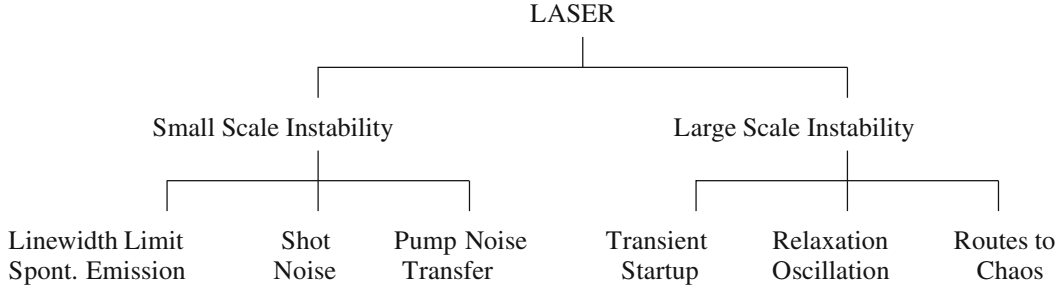 LASER
Small Scale Instability
Large Scale Instability
Linewidth Limit
Spont. Emission
Shot
Noise
Pump Noise
Transfer
Transient
Startup
Relaxation
Oscillation
Routes to
Chaos